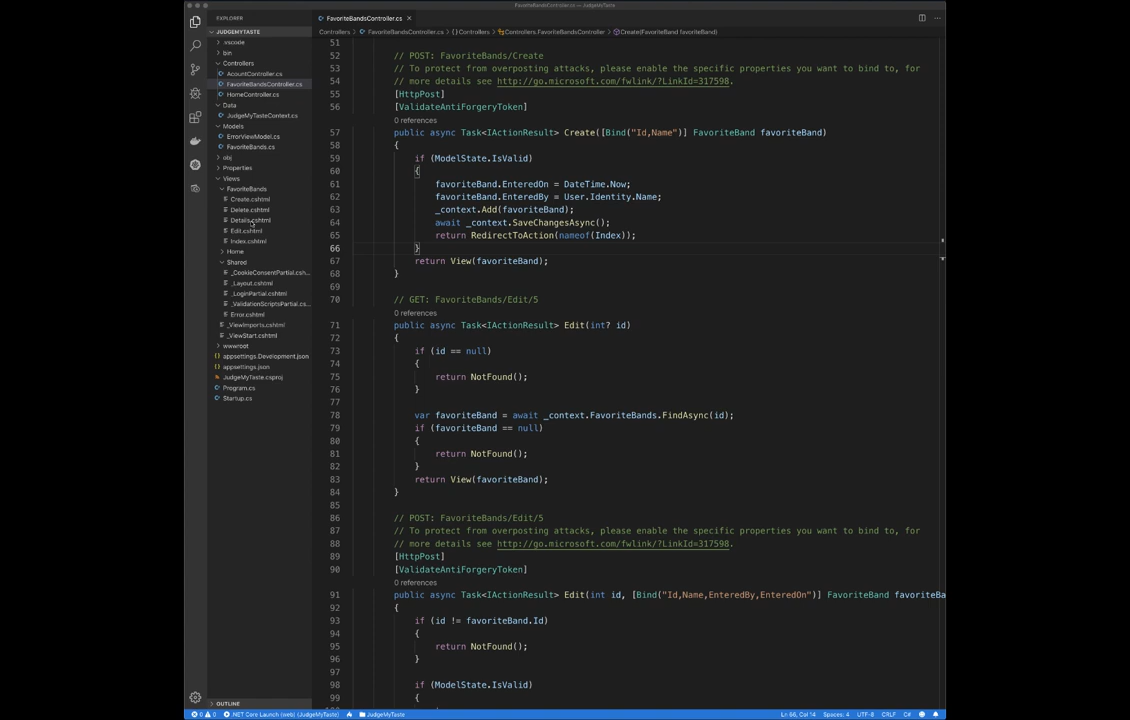 FavoriteBandsController.cs — JudgeMyTaste
EXPLORER
FavoriteBandsController.cs ×
JUDGEMYTASTE
Controllers › FavoriteBandsController.cs › {} Controllers › Controllers.FavoriteBandsController › Create(FavoriteBand favoriteBand)
.vscode
bin
Controllers
AcountController.cs
FavoriteBandsController.cs
HomeController.cs
Data
JudgeMyTasteContext.cs
Models
ErrorViewModel.cs
FavoriteBands.cs
obj
Properties
Views
FavoriteBands
Create.cshtml
Delete.cshtml
Details.cshtml
Edit.cshtml
Index.cshtml
Home
Shared
_CookieConsentPartial.csh...
_Layout.cshtml
_LoginPartial.cshtml
_ValidationScriptsPartial.cs...
Error.cshtml
_ViewImports.cshtml
_ViewStart.cshtml
wwwroot
appsettings.Development.json
appsettings.json
JudgeMyTaste.csproj
Program.cs
Startup.cs
OUTLINE
51
52 // POST: FavoriteBands/Create
53 // To protect from overposting attacks, please enable the specific properties you want to bind to, for
54 // more details see http://go.microsoft.com/fwlink/?LinkId=317598.
55 [HttpPost]
56 [ValidateAntiForgeryToken]
0 references
57 public async Task<IActionResult> Create([Bind("Id,Name")] FavoriteBand favoriteBand)
58 {
59 if (ModelState.IsValid)
60 {
61 favoriteBand.EnteredOn = DateTime.Now;
62 favoriteBand.EnteredBy = User.Identity.Name;
63 _context.Add(favoriteBand);
64 await _context.SaveChangesAsync();
65 return RedirectToAction(nameof(Index));
66 }
67 return View(favoriteBand);
68 }
69
70 // GET: FavoriteBands/Edit/5
0 references
71 public async Task<IActionResult> Edit(int? id)
72 {
73 if (id == null)
74 {
75 return NotFound();
76 }
77
78 var favoriteBand = await _context.FavoriteBands.FindAsync(id);
79 if (favoriteBand == null)
80 {
81 return NotFound();
82 }
83 return View(favoriteBand);
84 }
85
86 // POST: FavoriteBands/Edit/5
87 // To protect from overposting attacks, please enable the specific properties you want to bind to, for
88 // more details see http://go.microsoft.com/fwlink/?LinkId=317598.
89 [HttpPost]
90 [ValidateAntiForgeryToken]
0 references
91 public async Task<IActionResult> Edit(int id, [Bind("Id,Name,EnteredBy,EnteredOn")] FavoriteBand favoriteBa
92 {
93 if (id != favoriteBand.Id)
94 {
95 return NotFound();
96 }
97
98 if (ModelState.IsValid)
99 {
0 0 .NET Core Launch (web) (JudgeMyTaste) JudgeMyTaste Ln 66, Col 14 Spaces: 4 UTF-8 CRLF C#